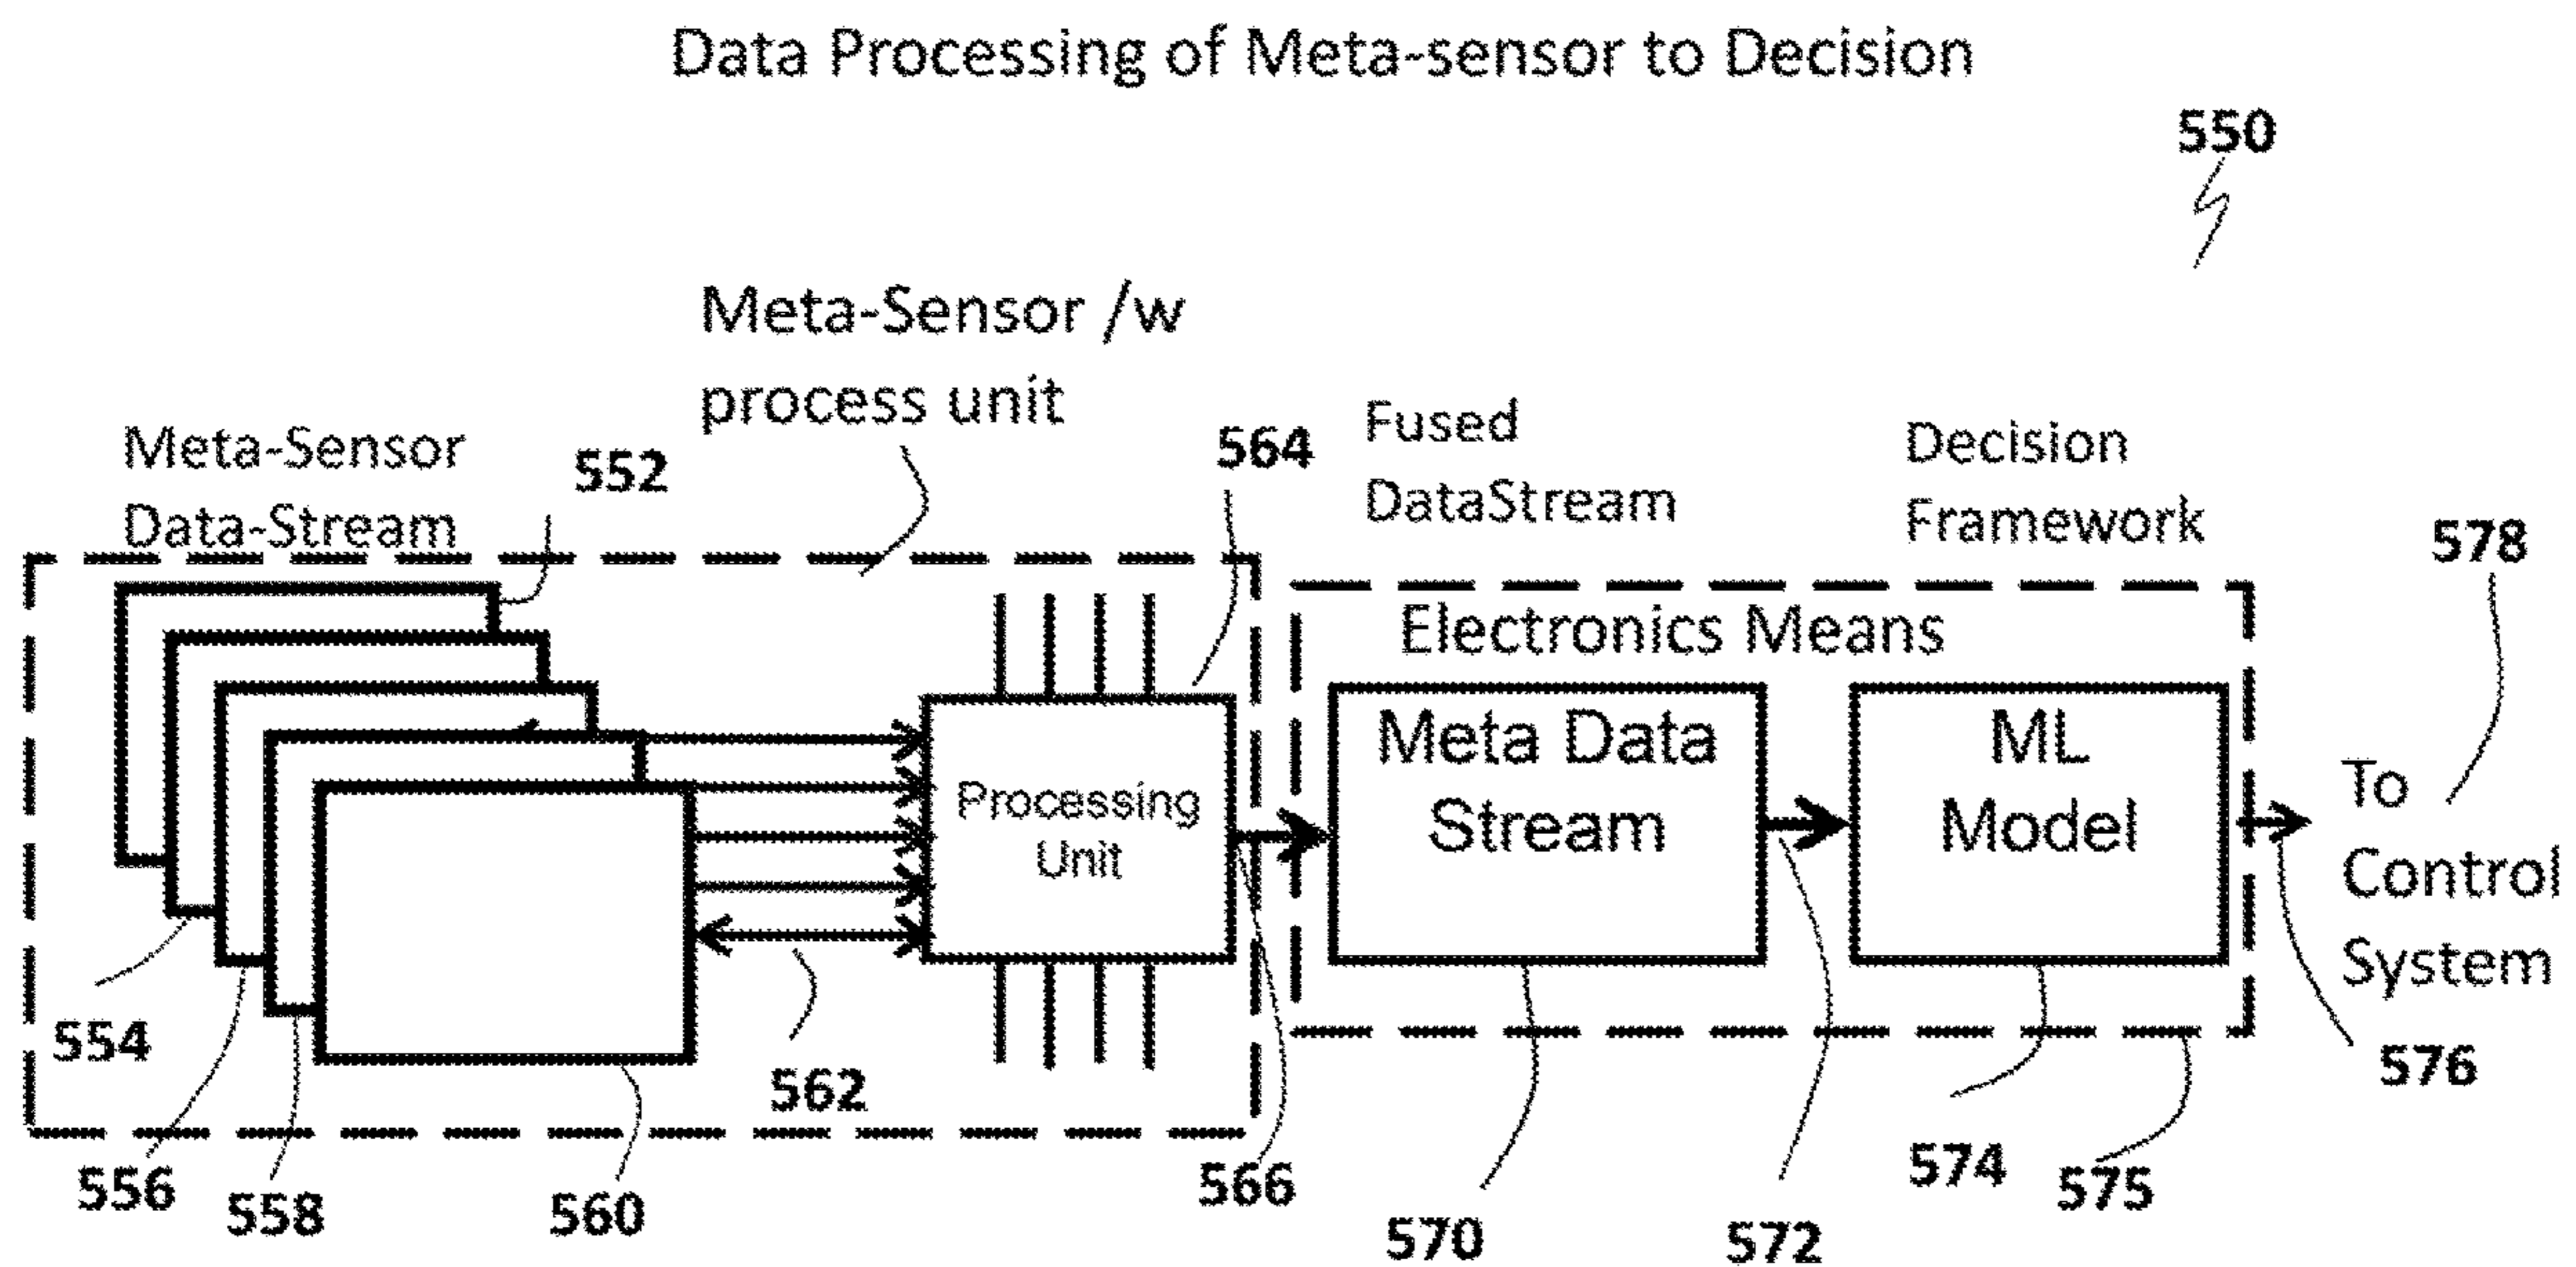 Data Processing of Meta-sensor to Decision
550
Meta-Sensor /w
process unit
Meta-Sensor
Data-Stream
552
564
Fused
DataStream
Decision
Framework
578
Electronics Means
Processing
Unit
Meta Data
Stream
ML
Model
To
Control
System
554
556
558
560
562
566
570
572
574
575
576